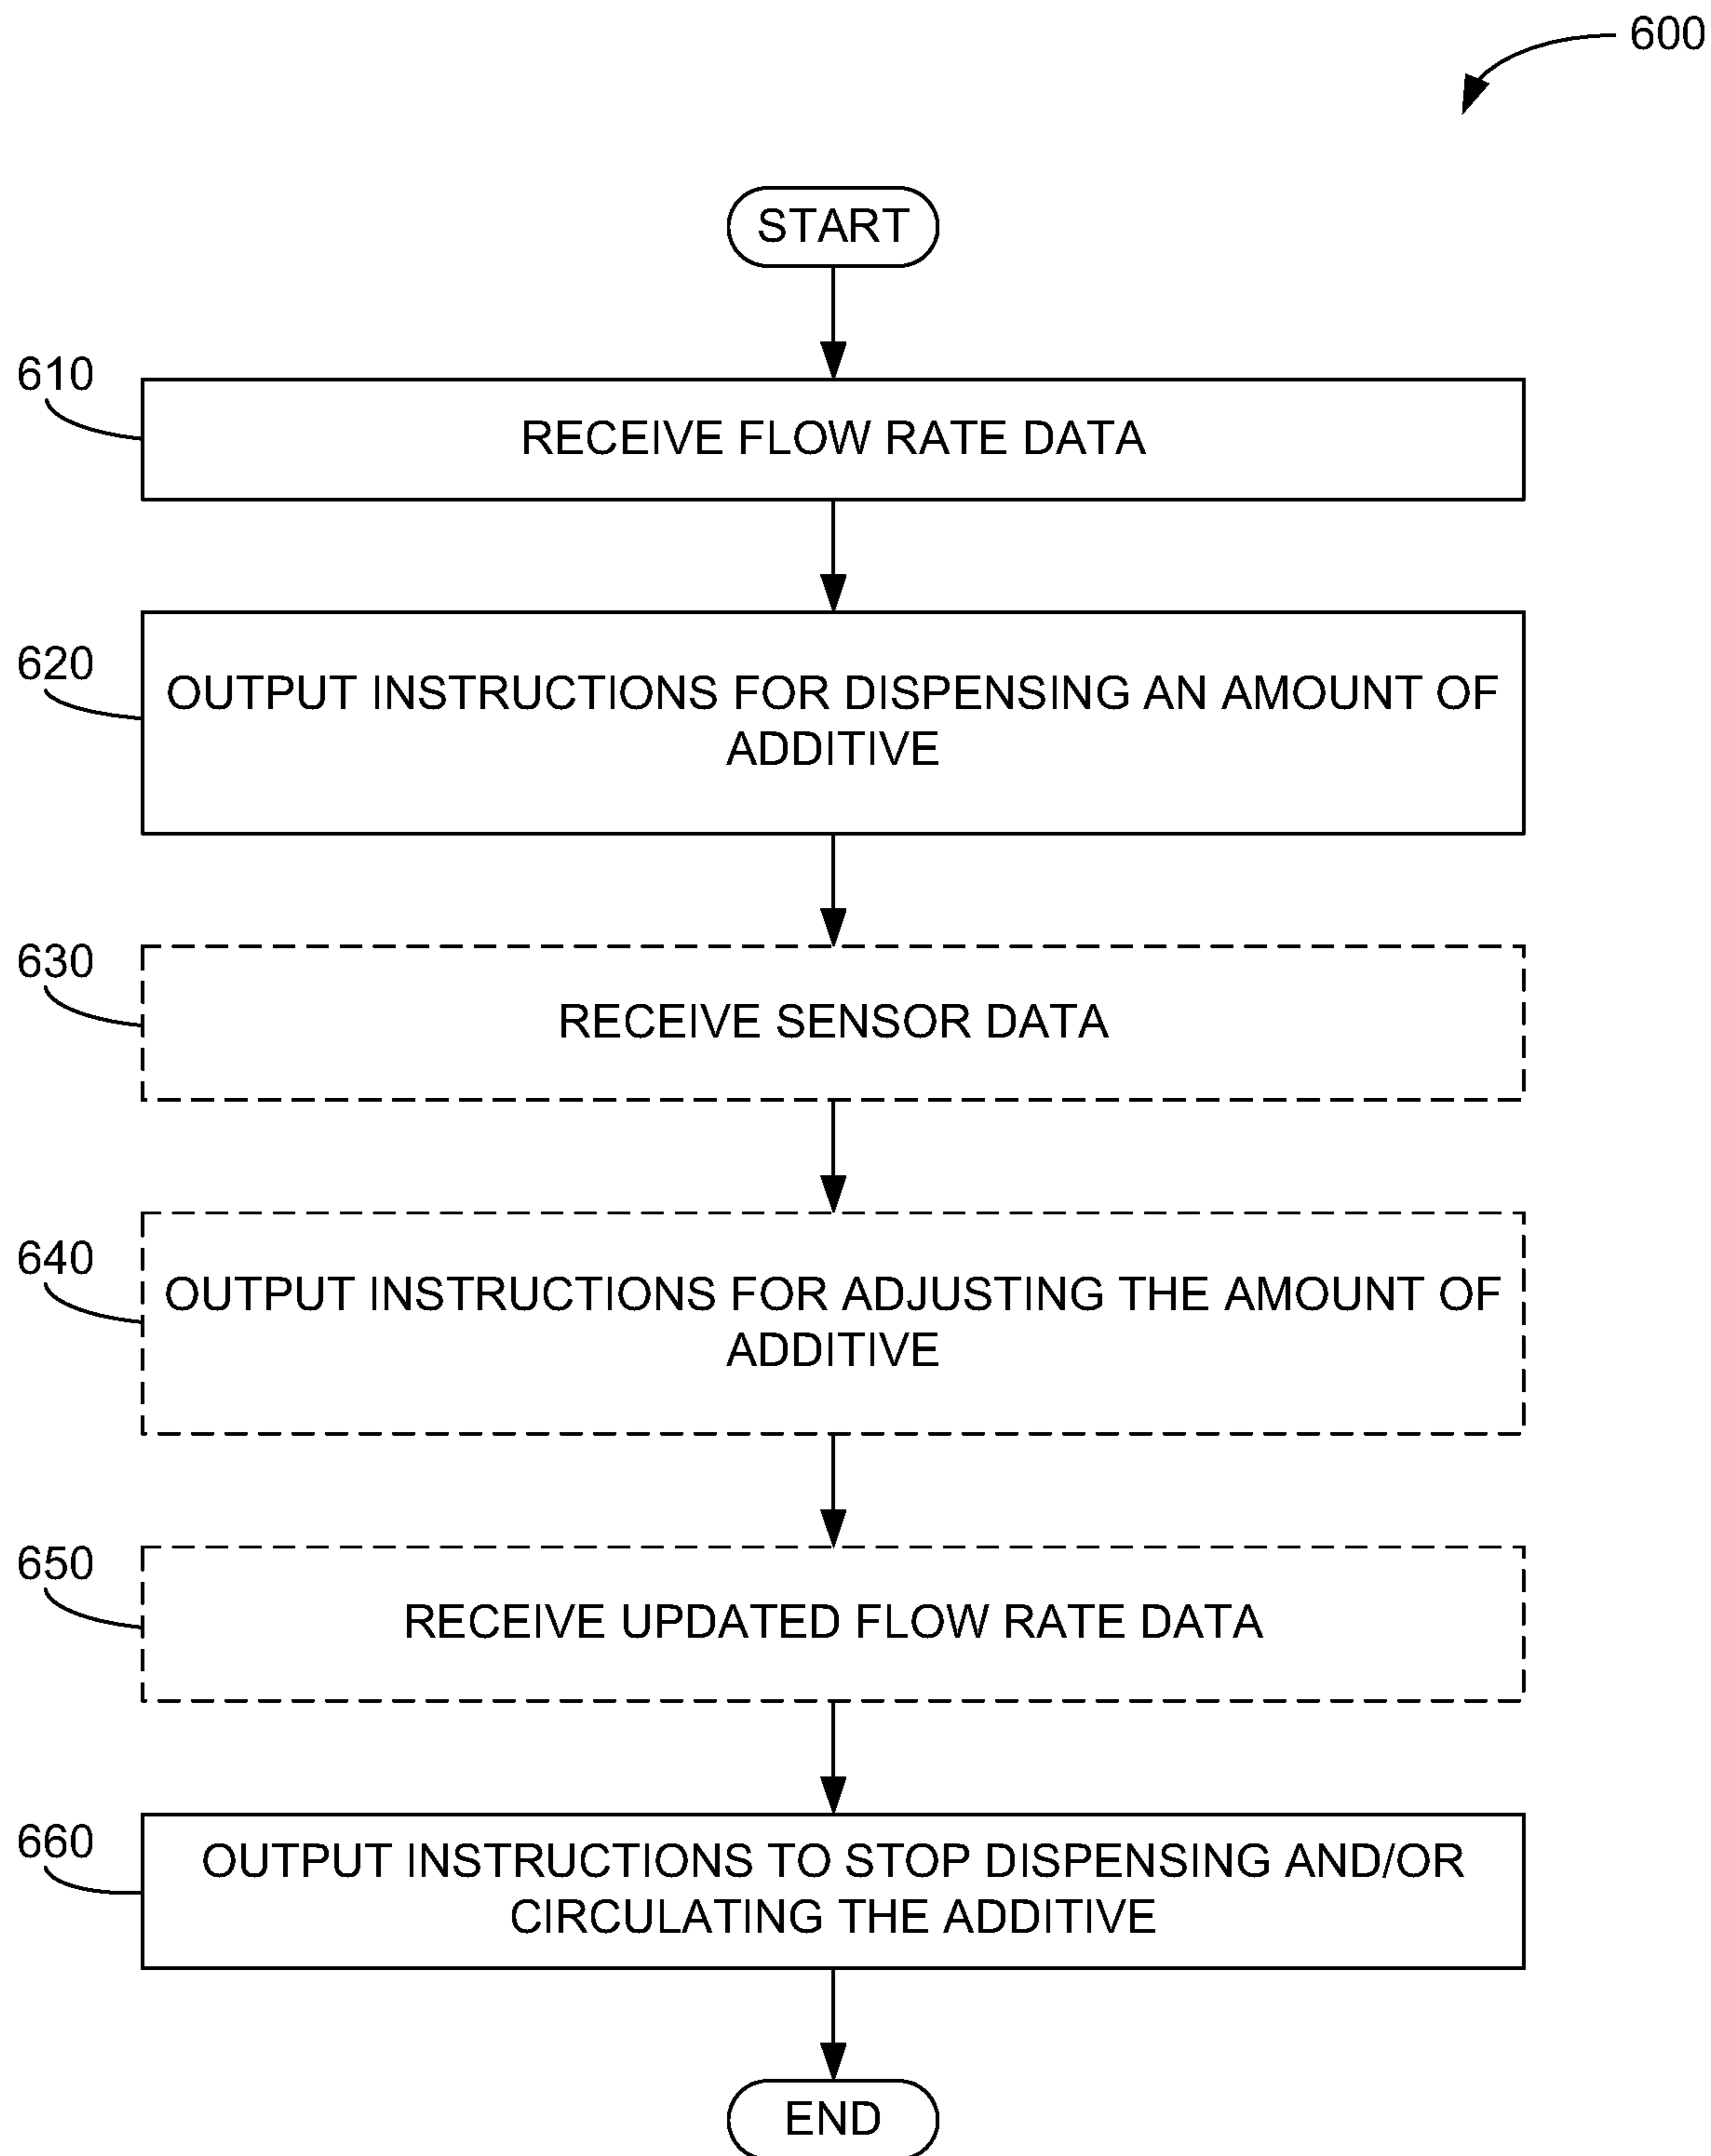 600
START
610
RECEIVE FLOW RATE DATA
620
OUTPUT INSTRUCTIONS FOR DISPENSING AN AMOUNT OF
ADDITIVE
630
RECEIVE SENSOR DATA
640
OUTPUT INSTRUCTIONS FOR ADJUSTING THE AMOUNT OF
ADDITIVE
650
RECEIVE UPDATED FLOW RATE DATA
660
OUTPUT INSTRUCTIONS TO STOP DISPENSING AND/OR
CIRCULATING THE ADDITIVE
END